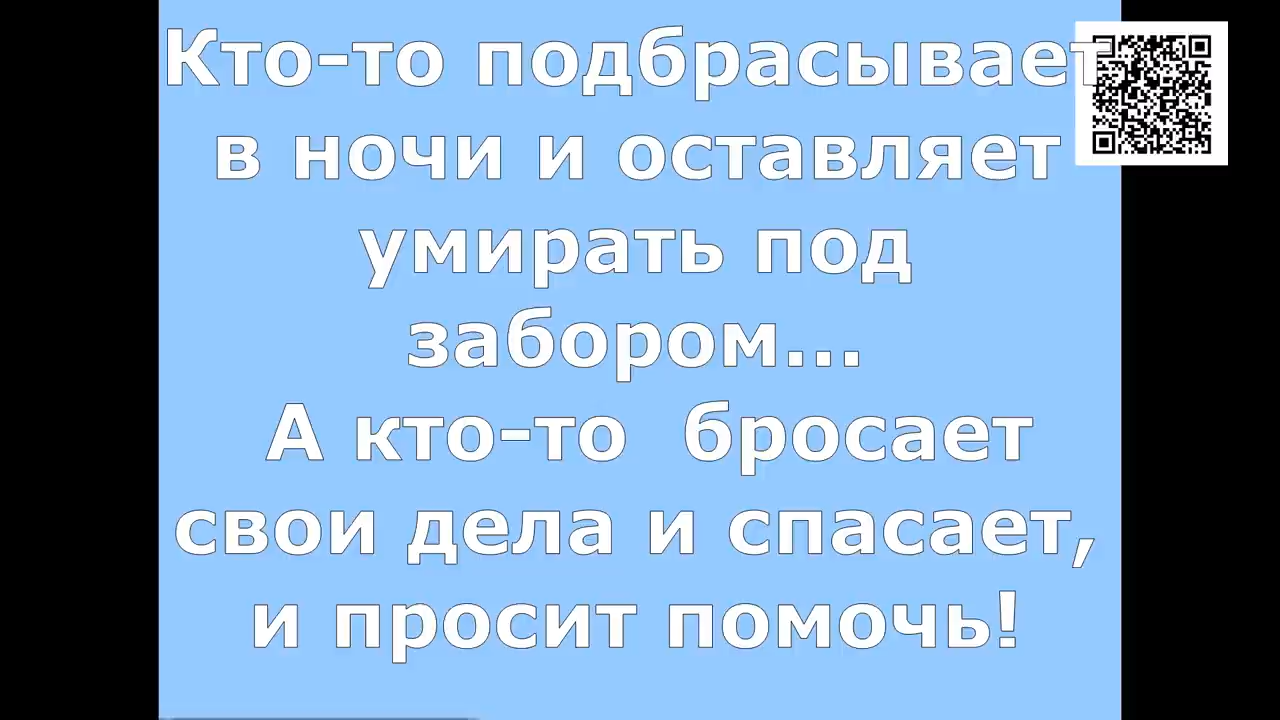 Кто-то подбрасывает
в ночи и оставляет
умирать под
забором...
А кто-то  бросает
свои дела и спасает,
и просит помочь!